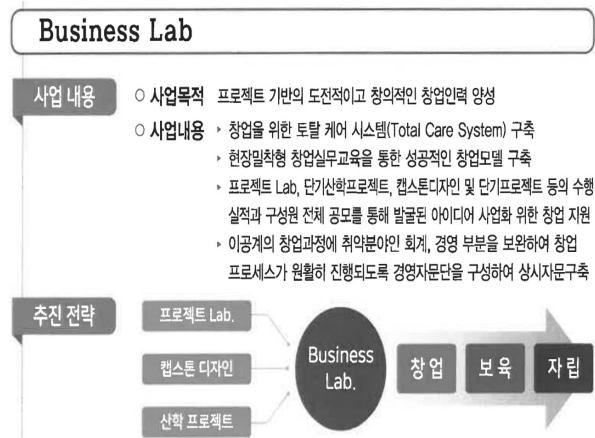 Business Lab
사업 내용
○ 사업목적 프로젝트 기반의 도전적이고 창의적인 창업인력 양성
○ 사업내용 ▸ 창업을 위한 토탈 케어 시스템(Total Care System) 구축
▸ 현장밀착형 창업실무교육을 통한 성공적인 창업모델 구축
▸ 프로젝트 Lab, 단기산학프로젝트, 캡스톤디자인 및 단기프로젝트 등의 수행
실적과 구성원 전체 공모를 통해 발굴된 아이디어 사업화 위한 창업 지원
▸ 이공계의 창업과정에 취약분야인 회계, 경영 부분을 보완하여 창업
프로세스가 원활히 진행되도록 경영자문단을 구성하여 상시자문구축
추진 전략
프로젝트 Lab.
캡스톤 디자인
산학 프로젝트
Business
Lab.
창업
보육
자립